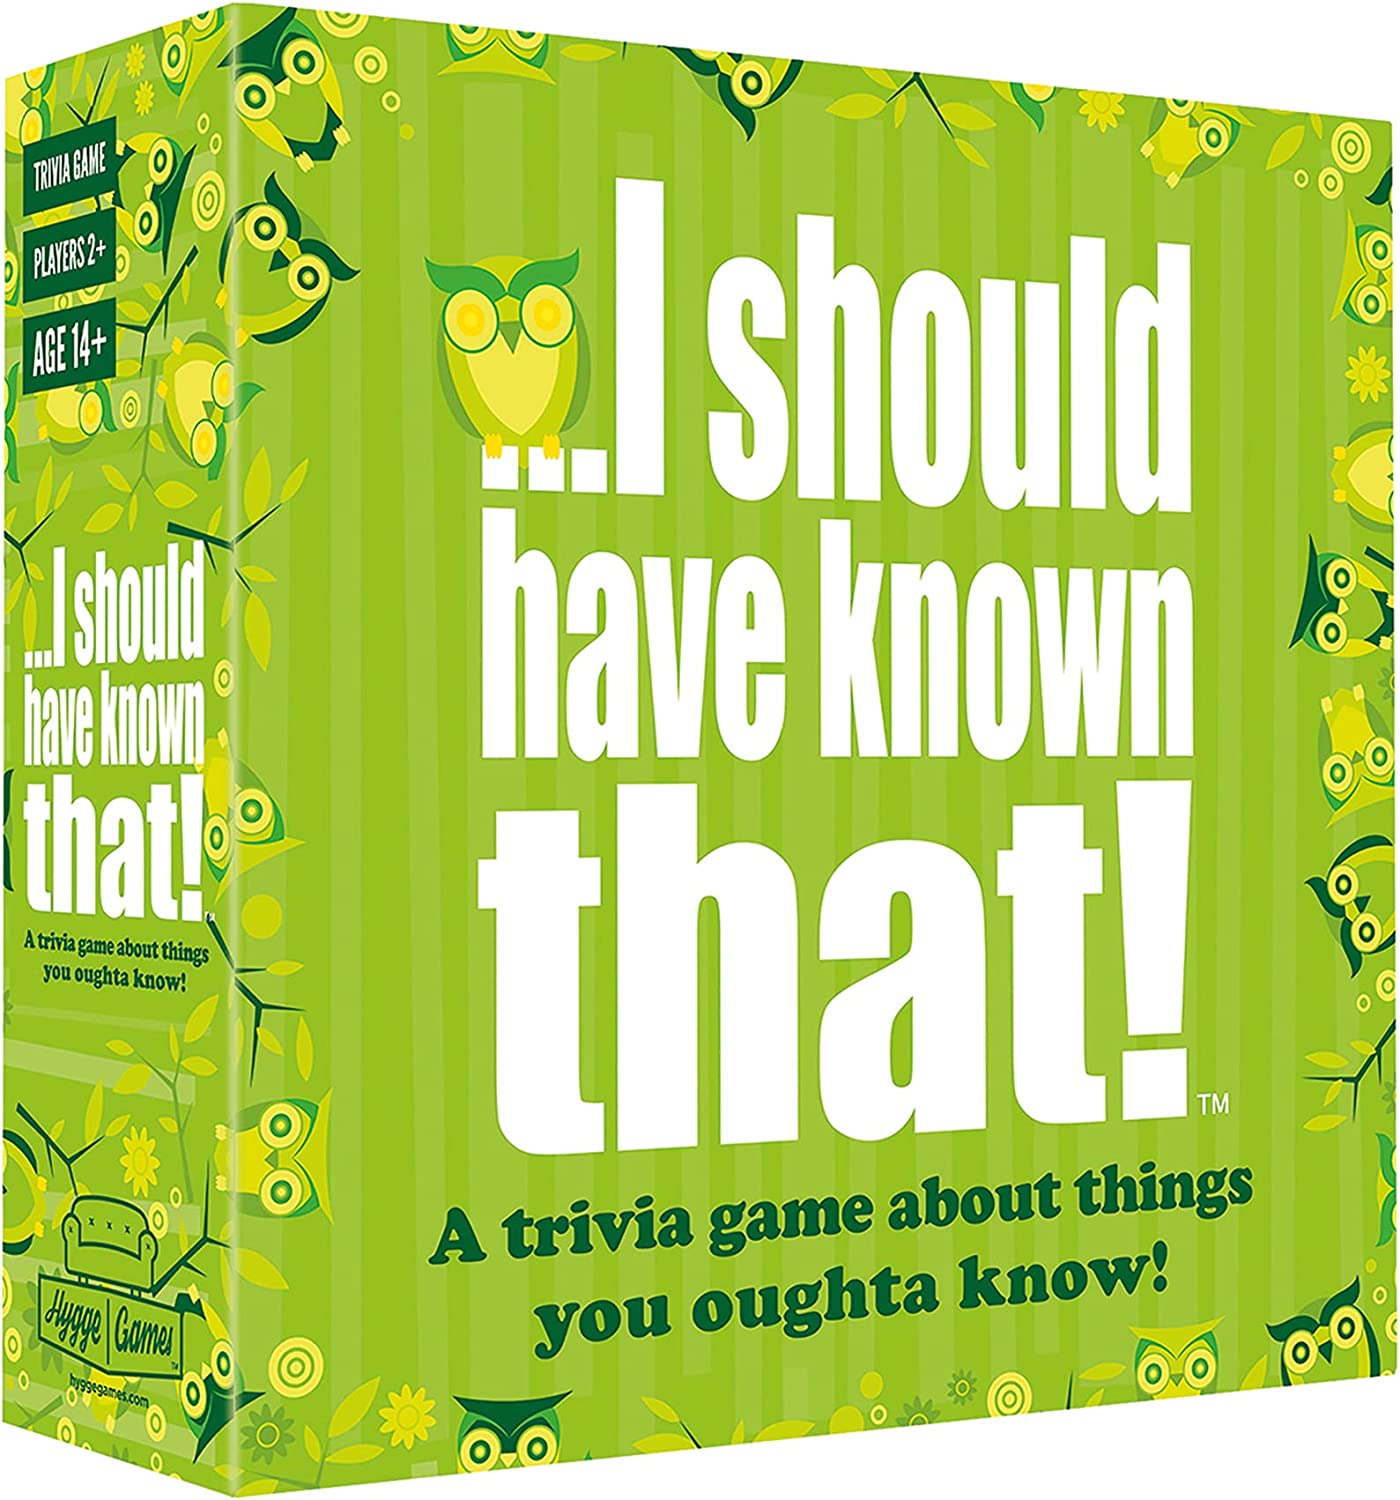 TRIVIA GAME
PLAYERS 2+
AGE 14+
...I should
have known
that!
A trivia game about things
you oughta know!
Hygge Games TM
hyggegames.com
...I should
have known
that! TM
A trivia game about things
you oughta know!